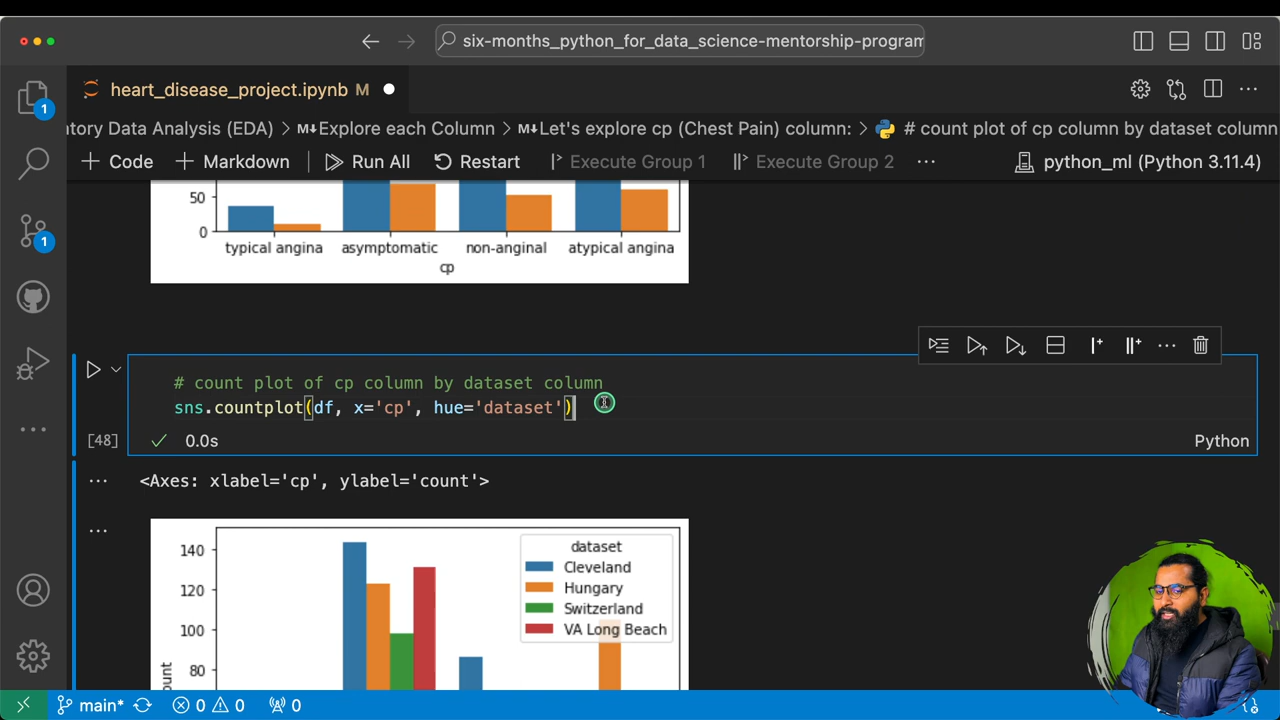 six-months_python_for_data_science-mentorship-program
heart_disease_project.ipynb M
1
ntory Data Analysis (EDA) > M↓Explore each Column > M↓Let's explore cp (Chest Pain) column: > # count plot of cp column by dataset column
Code Markdown Run All Restart Execute Group 1 Execute Group 2 ... python_ml (Python 3.11.4)
50
0
typical angina asymptomatic non-anginal atypical angina
cp
1
# count plot of cp column by dataset column
sns.countplot(df, x='cp', hue='dataset')
[48] 0.0s Python
<Axes: xlabel='cp', ylabel='count'>
140
120
100
80
dataset
Cleveland
Hungary
Switzerland
VA Long Beach
main* 0 0 0